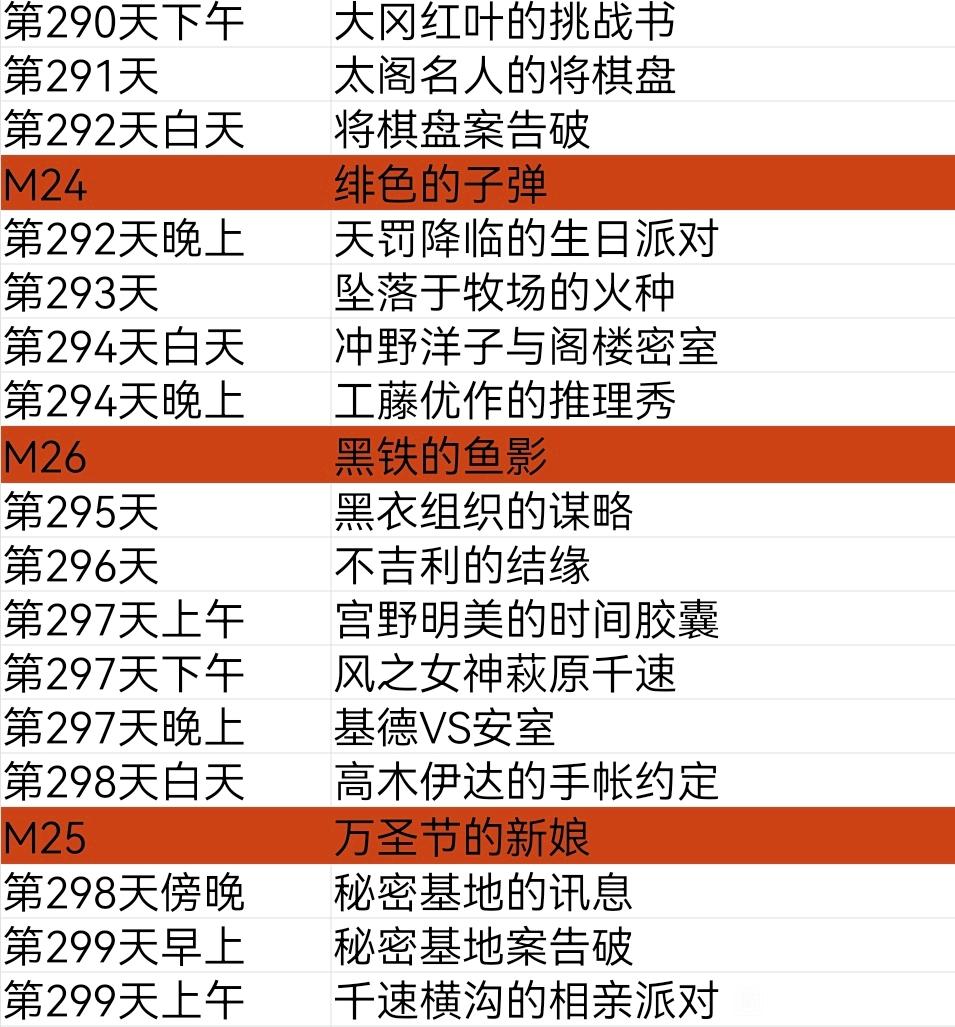 第290天下午 大冈红叶的挑战书
第291天 太阁名人的将棋盘
第292天白天 将棋盘案告破
M24 绯色的子弹
第292天晚上 天罚降临的生日派对
第293天 坠落于牧场的火种
第294天白天 冲野洋子与阁楼密室
第294天晚上 工藤优作的推理秀
M26 黑铁的鱼影
第295天 黑衣组织的谋略
第296天 不吉利的结缘
第297天上午 宫野明美的时间胶囊
第297天下午 风之女神萩原千速
第297天晚上 基德VS安室
第298天白天 高木伊达的手帐约定
M25 万圣节的新娘
第298天傍晚 秘密基地的讯息
第299天早上 秘密基地案告破
第299天上午 千速横沟的相亲派对